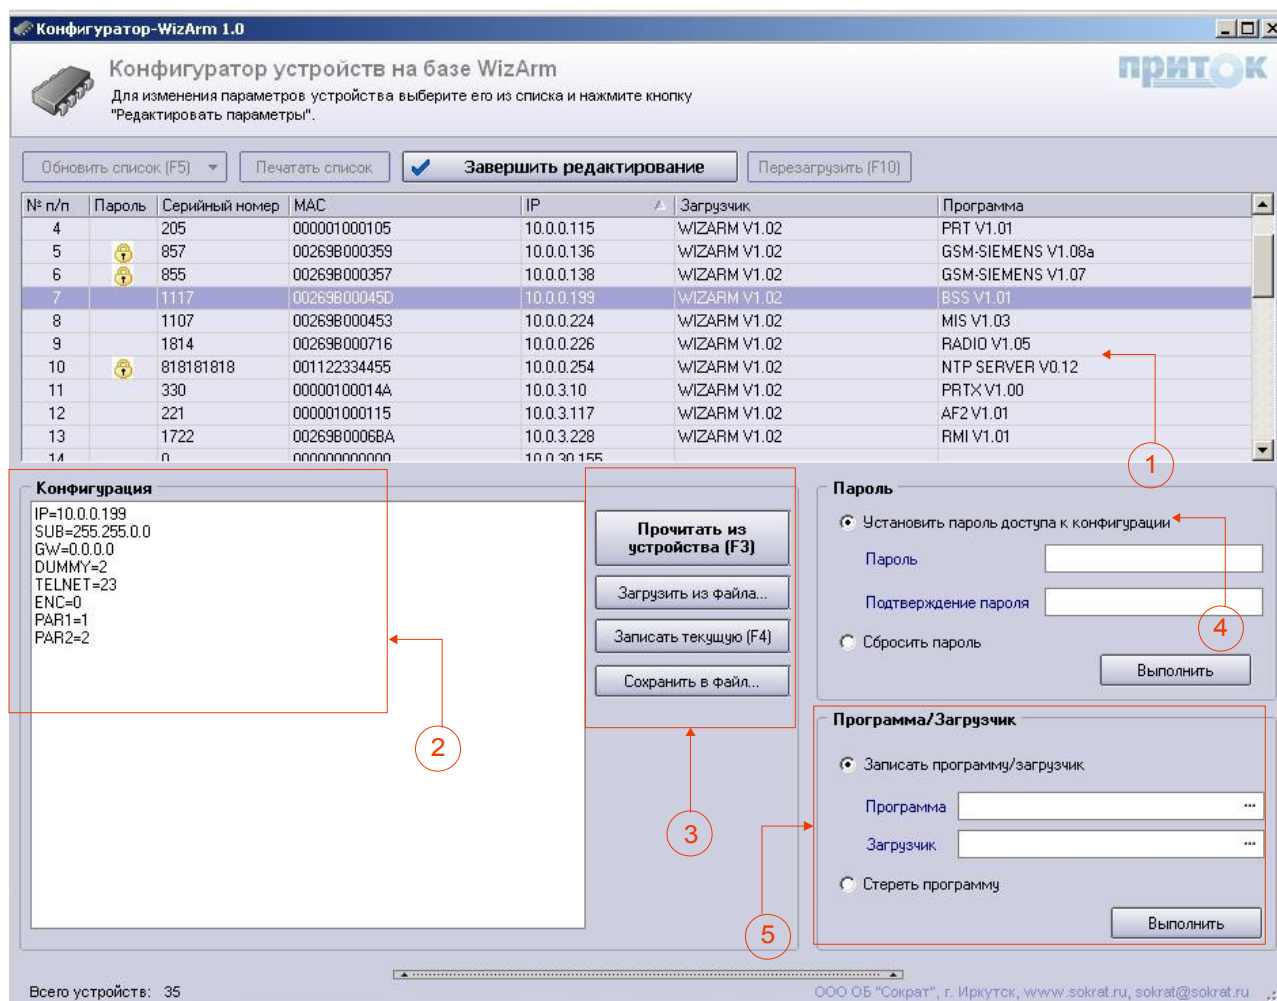 Конфигуратор-WizArm 1.0
Конфигуратор устройств на базе WizArm
Для изменения параметров устройства выберите его из списка и нажмите кнопку
"Редактировать параметры".
ПРИТОК
Обновить список (F5) Печатать список Завершить редактирование Перезагрузить (F10)
№ п/п Пароль Серийный номер MAC IP Загрузчик Программа
4 205 000001000105 10.0.0.115 WIZARM V1.02 PRT V1.01
5 857 00269B000359 10.0.0.136 WIZARM V1.02 GSM-SIEMENS V1.08a
6 855 00269B000357 10.0.0.138 WIZARM V1.02 GSM-SIEMENS V1.07
7 1117 00269B00045D 10.0.0.199 WIZARM V1.02 BSS V1.01
8 1107 00269B000453 10.0.0.224 WIZARM V1.02 MIS V1.03
9 1814 00269B000716 10.0.0.226 WIZARM V1.02 RADIO V1.05
10 818181818 001122334455 10.0.0.254 WIZARM V1.02 NTP SERVER V0.12
11 330 00000100014A 10.0.3.10 WIZARM V1.02 PRTX V1.00
12 221 000001000115 10.0.3.117 WIZARM V1.02 AF2 V1.01
13 1722 00269B0006BA 10.0.3.228 WIZARM V1.02 RMI V1.01
14 0 000000000000 10.0.30.155
1
Конфигурация
IP=10.0.0.199
SUB=255.255.0.0
GW=0.0.0.0
DUMMY=2
TELNET=23
ENC=0
PAR1=1
PAR2=2
2
Прочитать из
устройства (F3)
Загрузить из файла...
Записать текущую (F4)
Сохранить в файл...
3
Пароль
Установить пароль доступа к конфигурации
Пароль
Подтверждение пароля
4
Сбросить пароль
Выполнить
Программа/Загрузчик
Записать программу/загрузчик
Программа ...
Загрузчик ...
Стереть программу
5
Выполнить
Всего устройств: 35
ООО ОБ "Сократ", г. Иркутск, www.sokrat.ru, sokrat@sokrat.ru